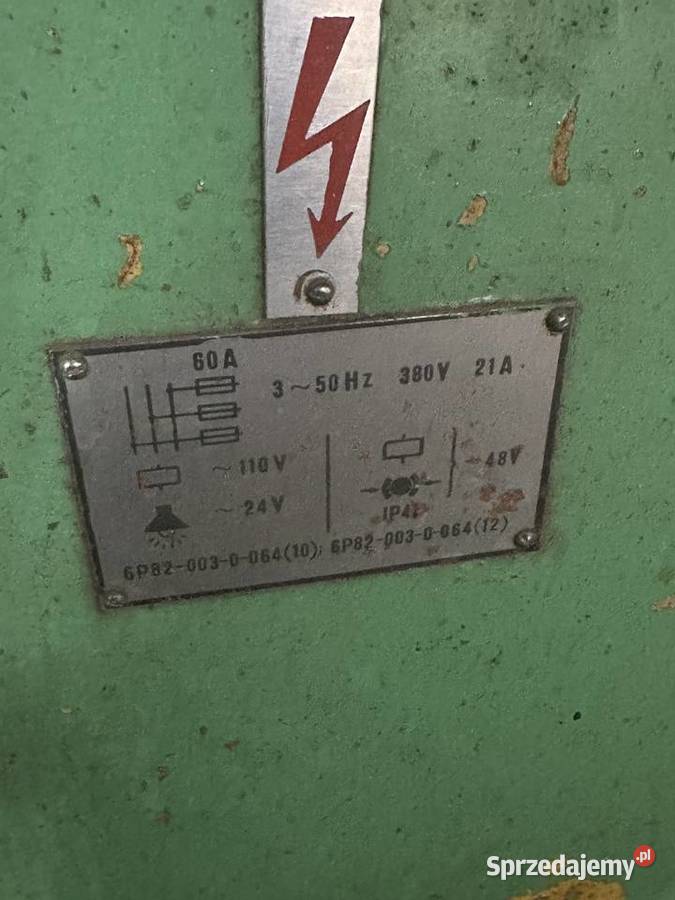 60A
3~50Hz 380V 21A
~110V
~24V
~48V
6P82-003-0-064(10); 6P82-003-0-064(12)
Sprzedajemy.pl